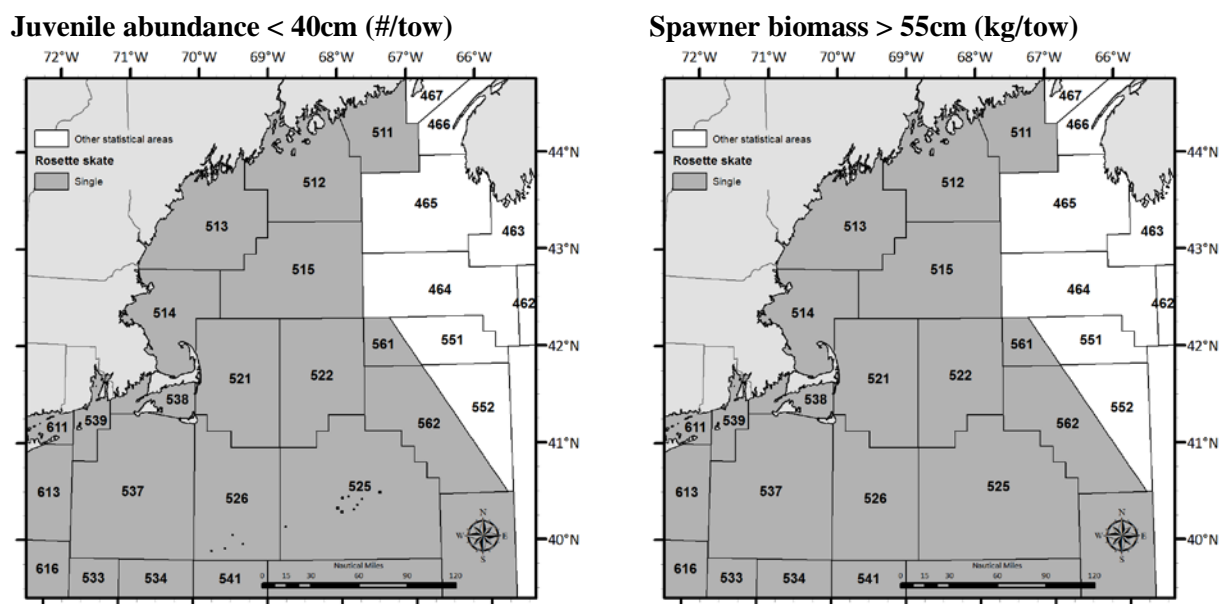 Juvenile abundance < 40cm (#/tow)
72°W 71°W 70°W 69°W 68°W 67°W 66°W
Other statistical areas
Rosette skate
Single
467
466
511
44°N
512
465
463
513
43°N
515
464
462
514
551
42°N
561
521
522
538
552
539
562
611
41°N
613
537
526
525
N
W E
S
40°N
616
533
534
541
Nautical Miles
0 15 30 60 90 120
Spawner biomass > 55cm (kg/tow)
72°W 71°W 70°W 69°W 68°W 67°W 66°W
Other statistical areas
Rosette skate
Single
467
466
511
44°N
512
465
463
513
43°N
515
464
462
514
551
42°N
561
521
522
538
552
539
562
611
41°N
613
537
526
525
N
W E
S
40°N
616
533
534
541
Nautical Miles
0 15 30 60 90 120